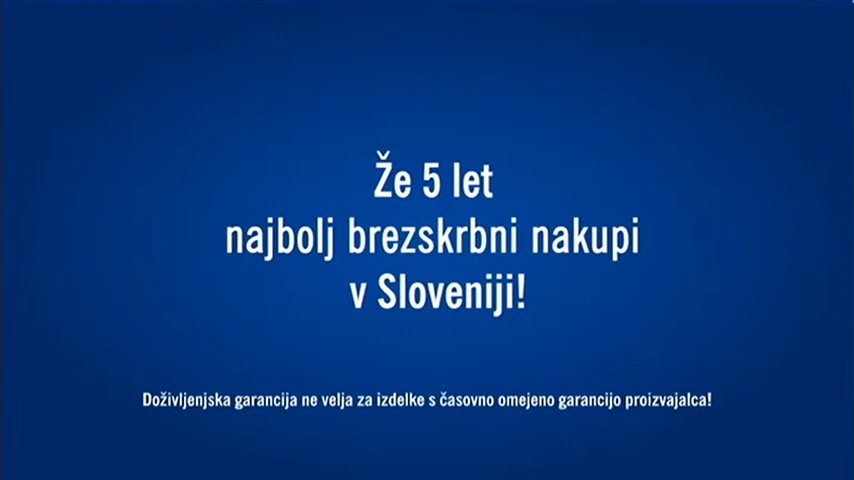 Že 5 let
najbolj brezskrbni nakupi
v Sloveniji!
Doživljenjska garancija ne velja za izdelke s časovno omejeno garancijo proizvajalca!